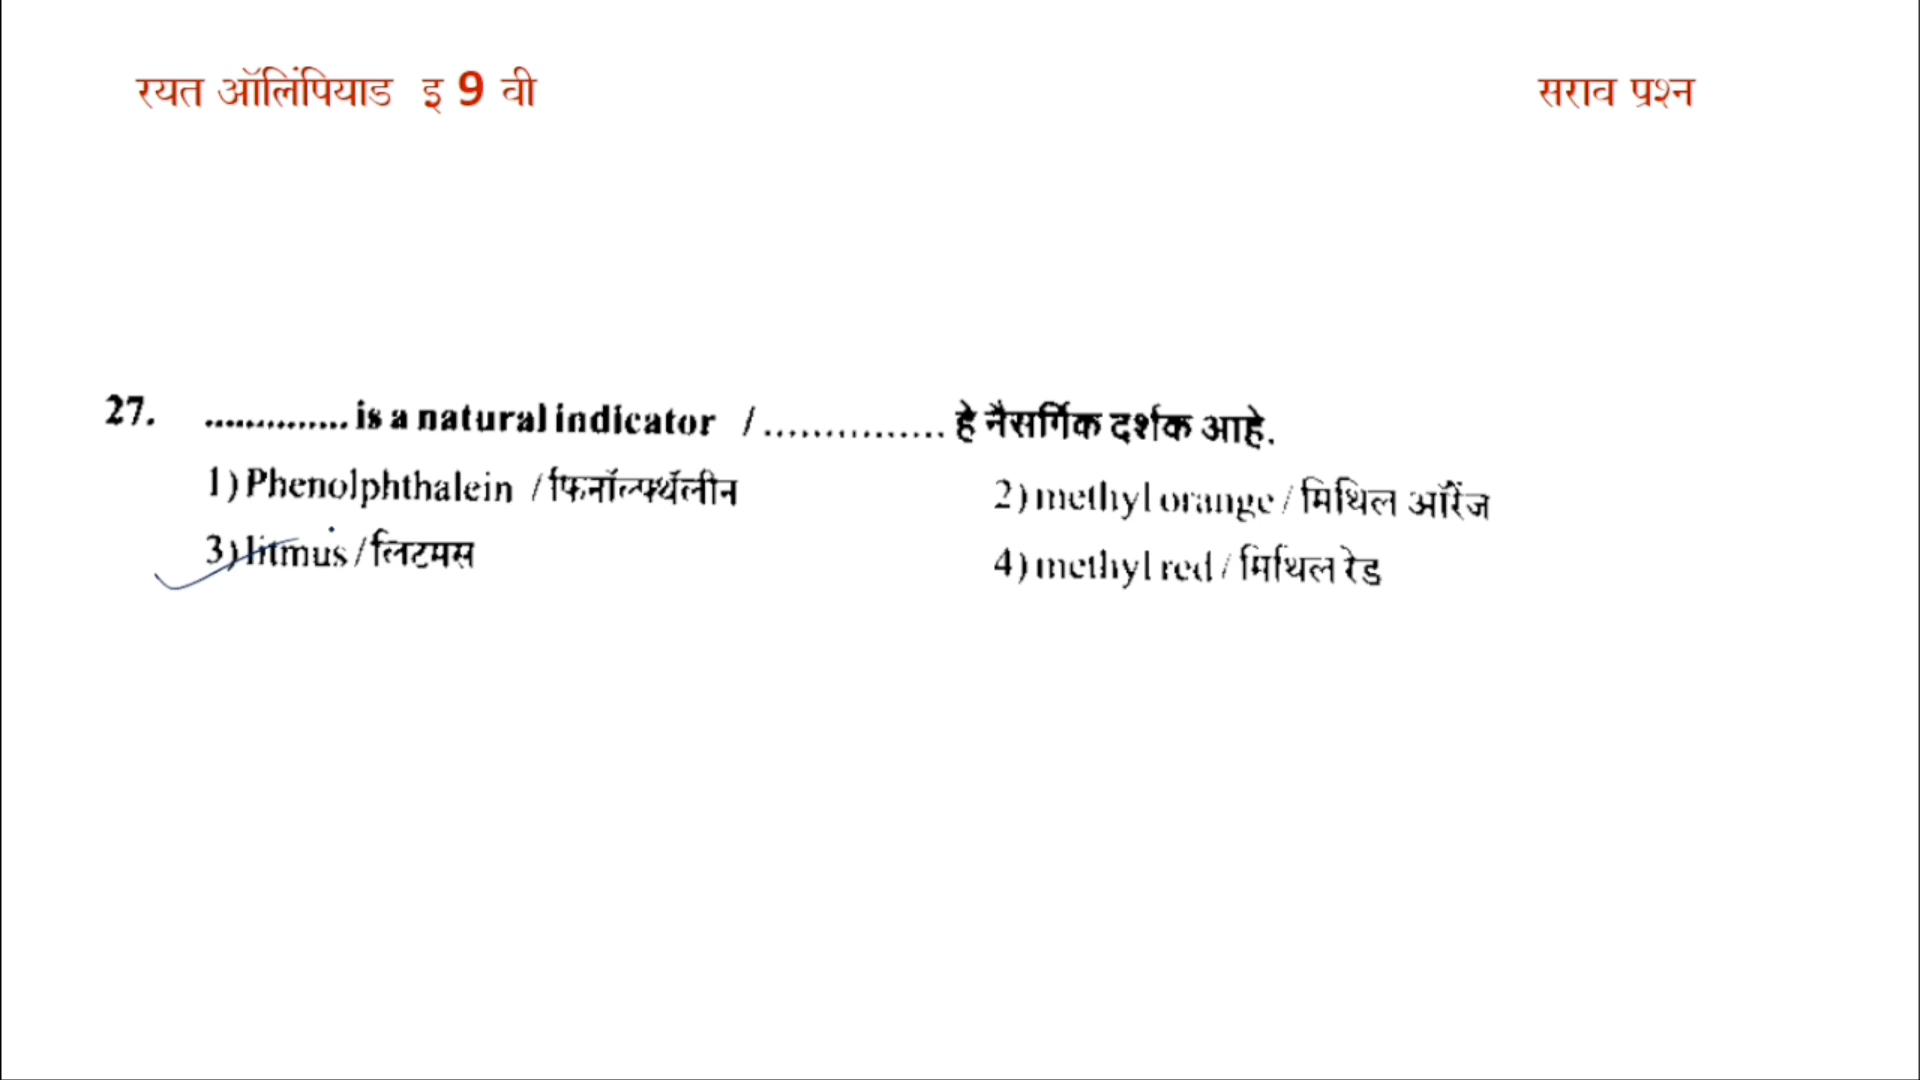 रयत ऑलिंपियाड इ 9 वी
सराव प्रश्न
27. .............. is a natural indicator / ............... हे नैसर्गिक दर्शक आहे.
1) Phenolphthalein / फिनॉल्फ्थॅलीन 2) methyl orange / मिथिल ऑरेंज
3) litmus / लिटमस 4) methyl red / मिथिल रेड